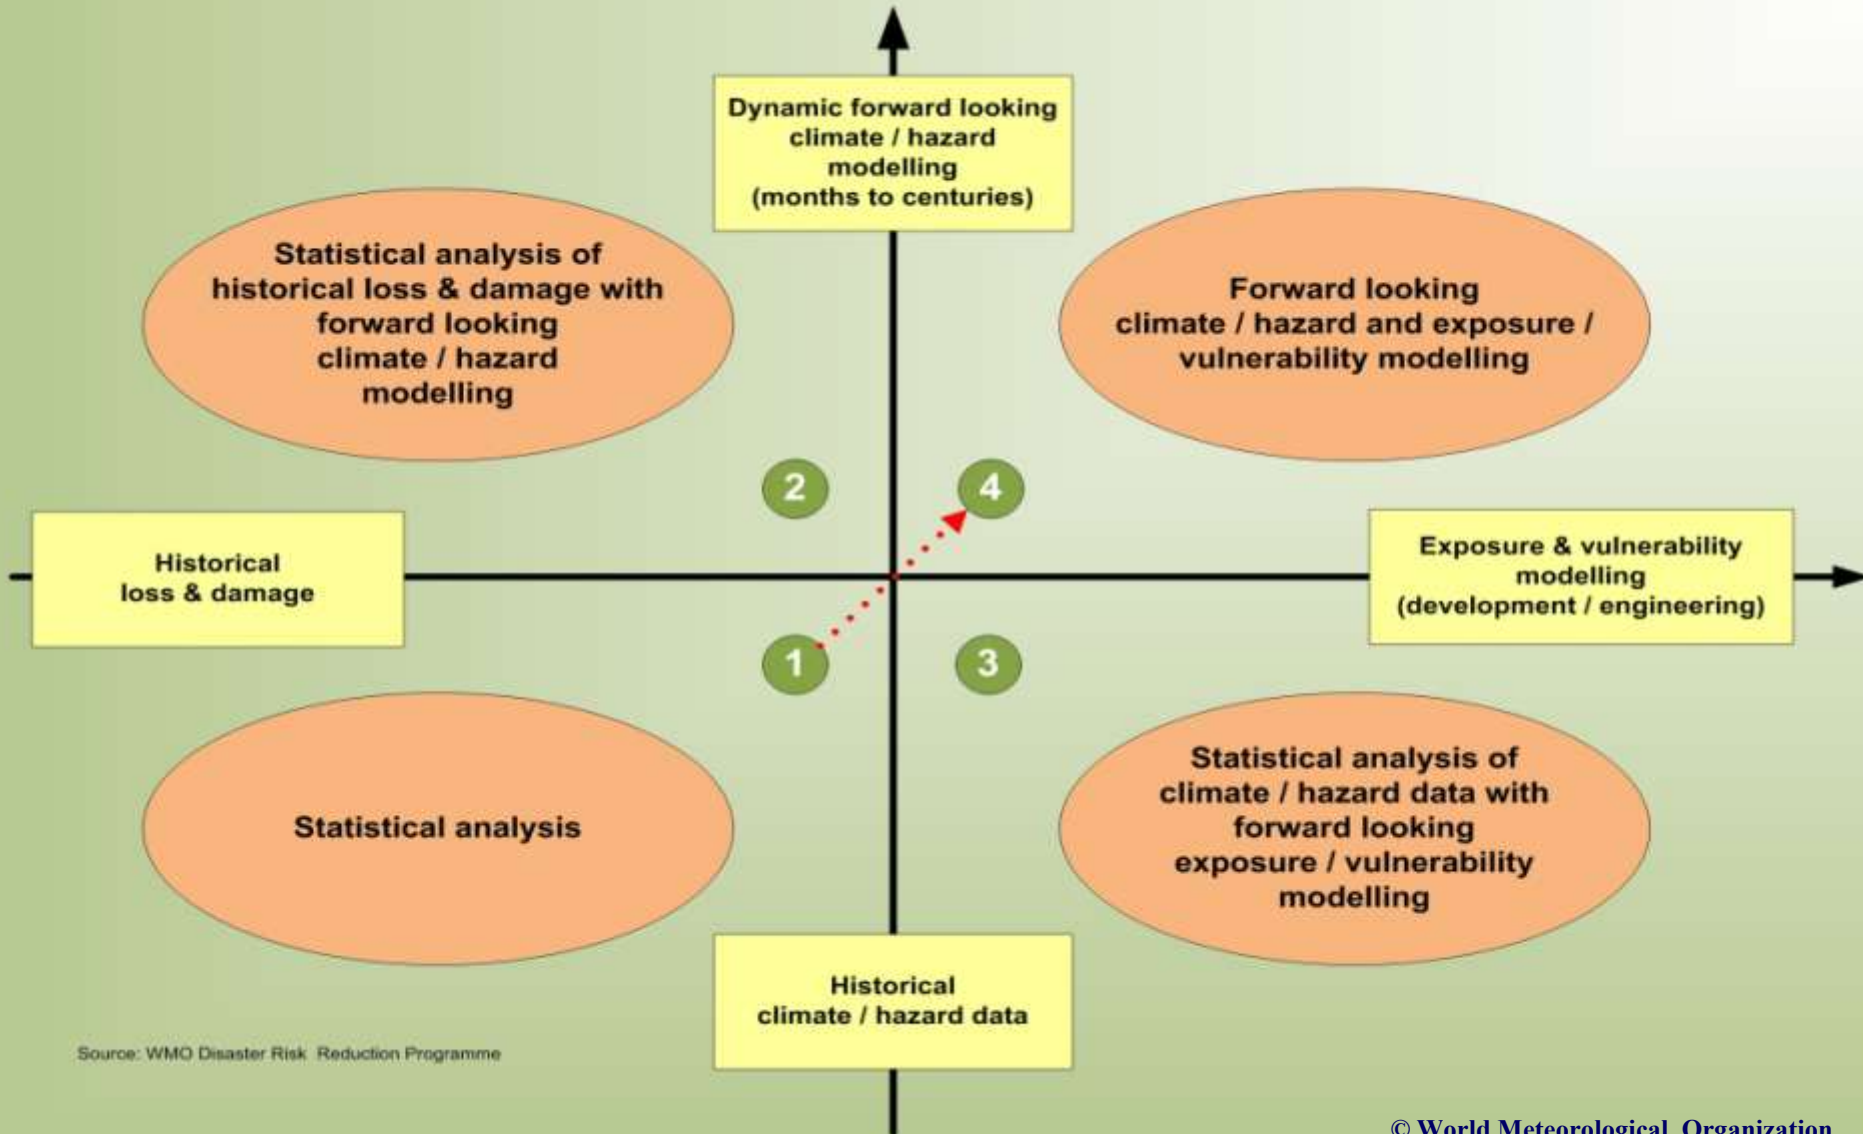 Dynamic forward looking
climate / hazard
modelling
(months to centuries)
Statistical analysis of
historical loss & damage with
forward looking
climate / hazard
modelling
Forward looking
climate / hazard and exposure /
vulnerability modelling
2
4
Historical
loss & damage
Exposure & vulnerability
modelling
(development / engineering)
1
3
Statistical analysis
Statistical analysis of
climate / hazard data with
forward looking
exposure / vulnerability
modelling
Historical
climate / hazard data
Source: WMO Disaster Risk Reduction Programme
© World Meteorological Organization